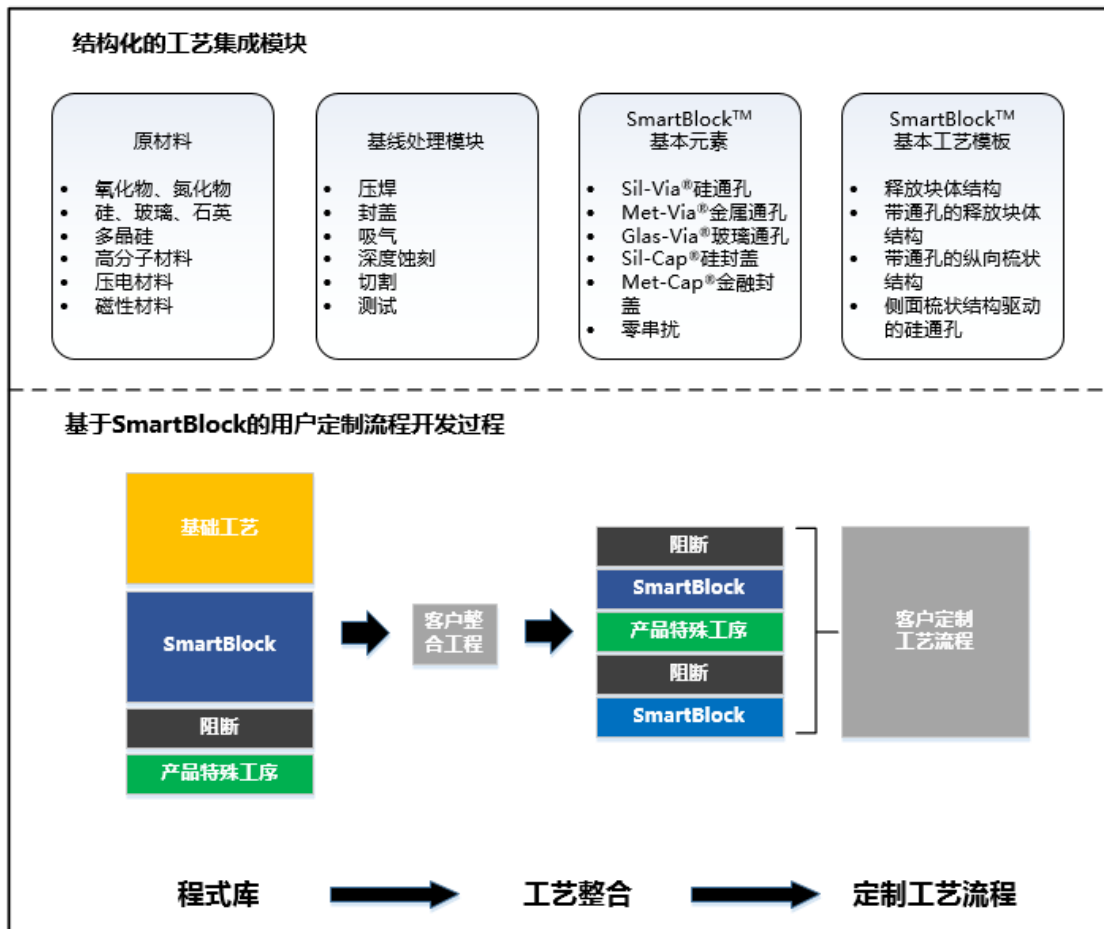 结构化的工艺集成模块
原材料
• 氧化物、氮化物
• 硅、玻璃、石英
• 多晶硅
• 高分子材料
• 压电材料
• 磁性材料
基线处理模块
• 压焊
• 封盖
• 吸气
• 深度蚀刻
• 切割
• 测试
SmartBlock™
基本元素
• Sil-Via®硅通孔
• Met-Via®金属通孔
• Glas-Via®玻璃通孔
• Sil-Cap®硅封盖
• Met-Cap®金融封
盖
• 零串扰
SmartBlock™
基本工艺模板
• 释放块体结构
• 带通孔的释放块体
结构
• 带通孔的纵向梳状
结构
• 侧面梳状结构驱动
的硅通孔
基于SmartBlock的用户定制流程开发过程
基础工艺
SmartBlock
阻断
产品特殊工序
客户整
合工程
阻断
SmartBlock
产品特殊工序
阻断
SmartBlock
客户定制
工艺流程
程式库
工艺整合
定制工艺流程